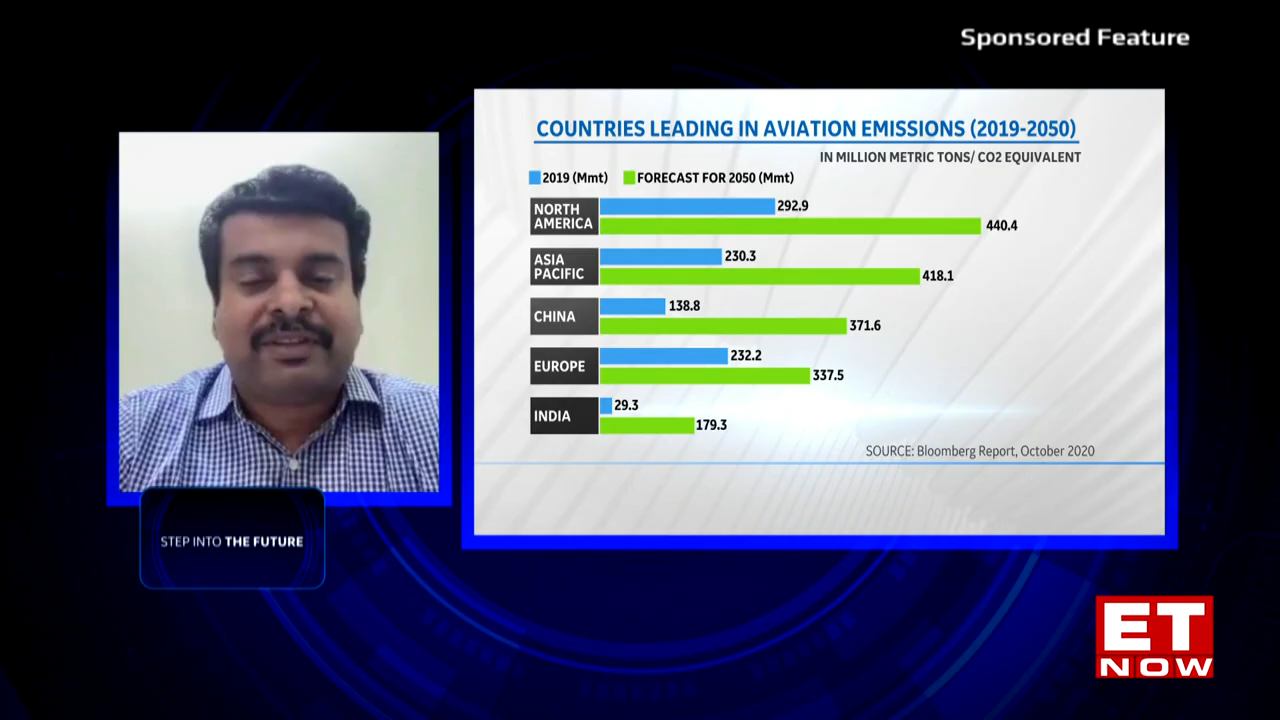 Sponsored Feature
COUNTRIES LEADING IN AVIATION EMISSIONS (2019-2050)
IN MILLION METRIC TONS/ CO2 EQUIVALENT
2019 (Mmt) FORECAST FOR 2050 (Mmt)
NORTH
AMERICA
292.9
440.4
ASIA
PACIFIC
230.3
418.1
CHINA
138.8
371.6
EUROPE
232.2
337.5
INDIA
29.3
179.3
SOURCE: Bloomberg Report, October 2020
STEP INTO THE FUTURE
ET
NOW